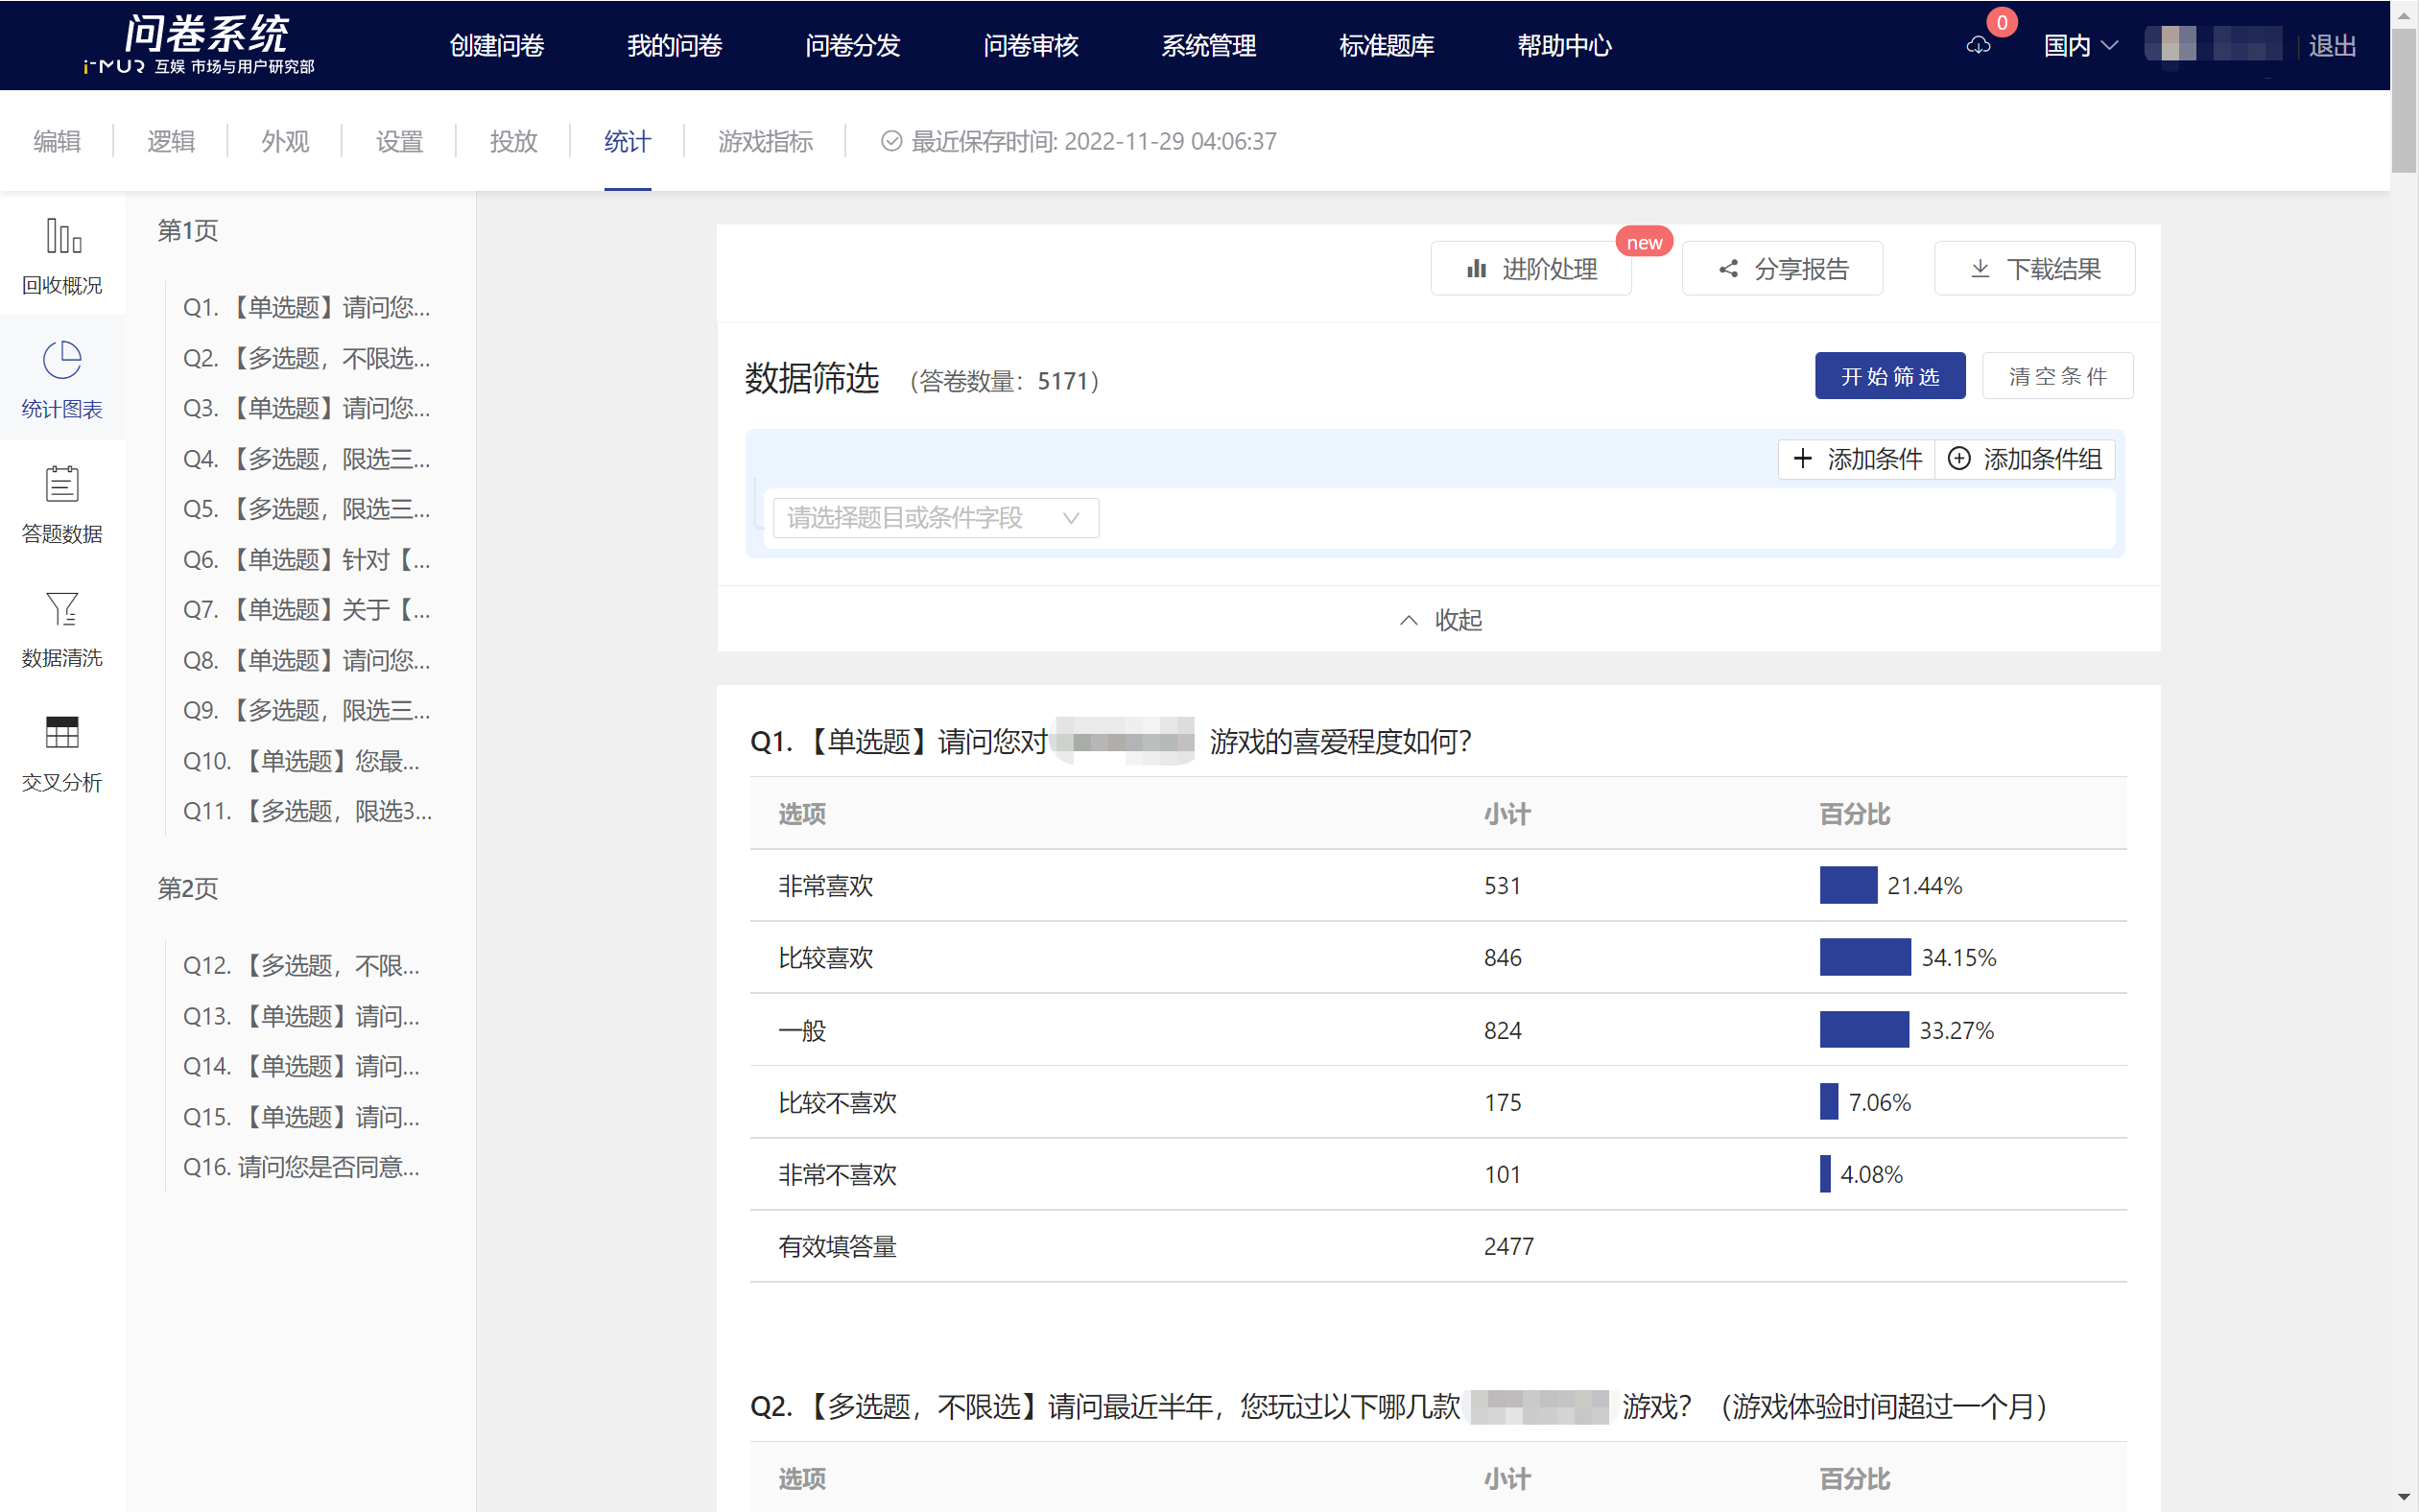 问卷系统
i-MUR 互娱 市场与用户研究部
创建问卷 我的问卷 问卷分发 问卷审核 系统管理 标准题库 帮助中心 0 国内 退出
编辑 逻辑 外观 设置 投放 统计 游戏指标 最近保存时间: 2022-11-29 04:06:37
回收概况
统计图表
答题数据
数据清洗
交叉分析
第1页
Q1. 【单选题】请问您...
Q2. 【多选题，不限选...
Q3. 【单选题】请问您...
Q4. 【多选题，限选三...
Q5. 【多选题，限选三...
Q6. 【单选题】针对【...
Q7. 【单选题】关于【...
Q8. 【单选题】请问您...
Q9. 【多选题，限选三...
Q10. 【单选题】您最...
Q11. 【多选题，限选3...
第2页
Q12. 【多选题，不限...
Q13. 【单选题】请问...
Q14. 【单选题】请问...
Q15. 【单选题】请问...
Q16. 请问您是否同意...
进阶处理 new 分享报告 下载结果
数据筛选 （答卷数量：5171） 开始筛选 清空条件
添加条件 添加条件组
请选择题目或条件字段
收起
Q1. 【单选题】请问您对 游戏的喜爱程度如何？
选项 小计 百分比
非常喜欢 531 21.44%
比较喜欢 846 34.15%
一般 824 33.27%
比较不喜欢 175 7.06%
非常不喜欢 101 4.08%
有效填答量 2477
Q2. 【多选题，不限选】请问最近半年，您玩过以下哪几款 游戏？（游戏体验时间超过一个月）
选项 小计 百分比